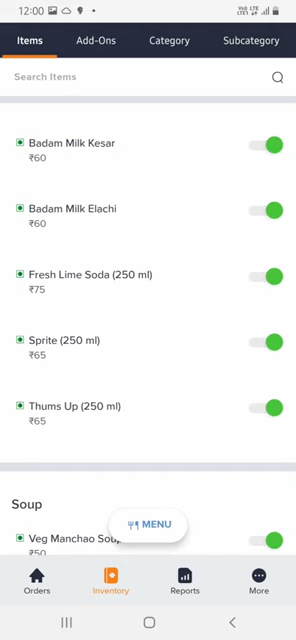 12:00
Items Add-Ons Category Subcategory
Search Items
Badam Milk Kesar
₹60
Badam Milk Elachi
₹60
Fresh Lime Soda (250 ml)
₹75
Sprite (250 ml)
₹65
Thums Up (250 ml)
₹65
Soup
MENU
Veg Manchao Soup
₹50
Orders Inventory Reports More